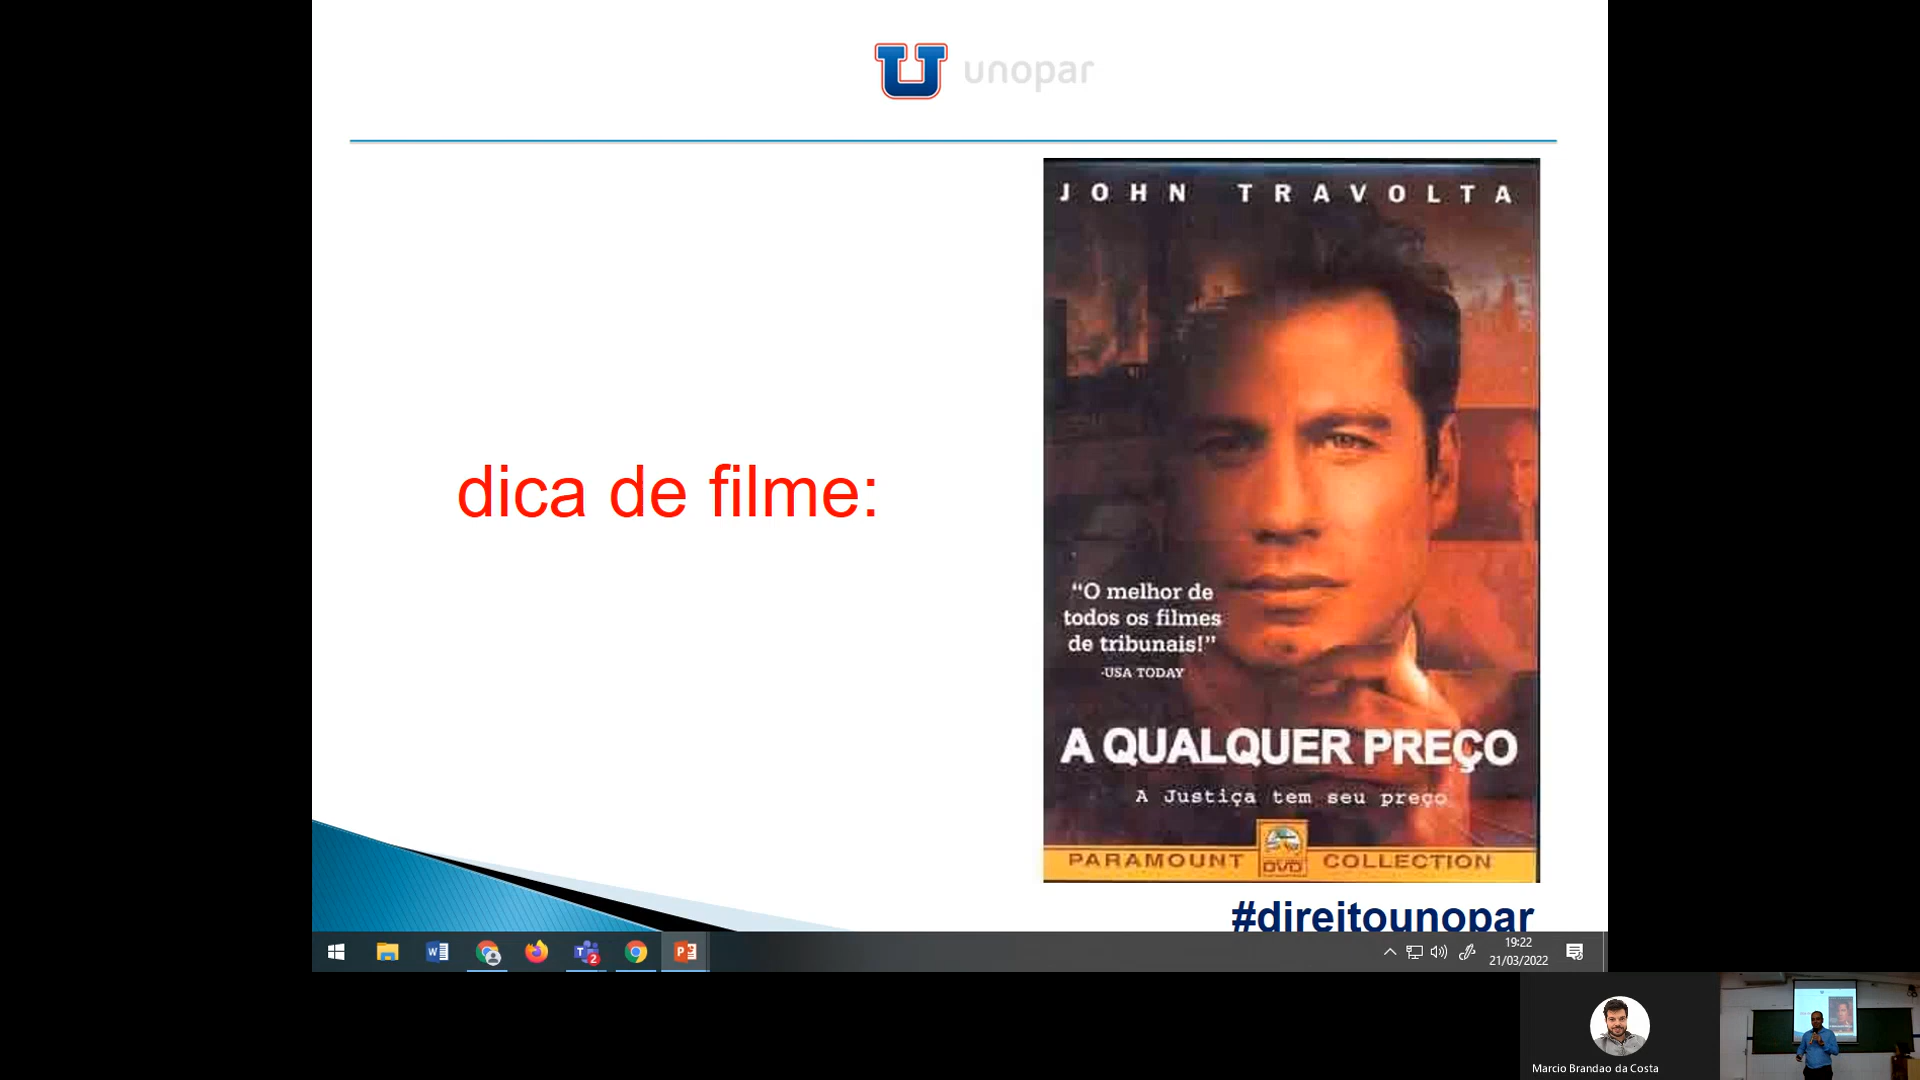 unopar
dica de filme:
JOHN TRAVOLTA
“O melhor de
todos os filmes
de tribunais!”
-USA TODAY
A QUALQUER PREÇO
A Justiça tem seu preço
PARAMOUNT DVD COLLECTION
#direitounopar
19:22
21/03/2022
2
Marcio Brandao da Costa